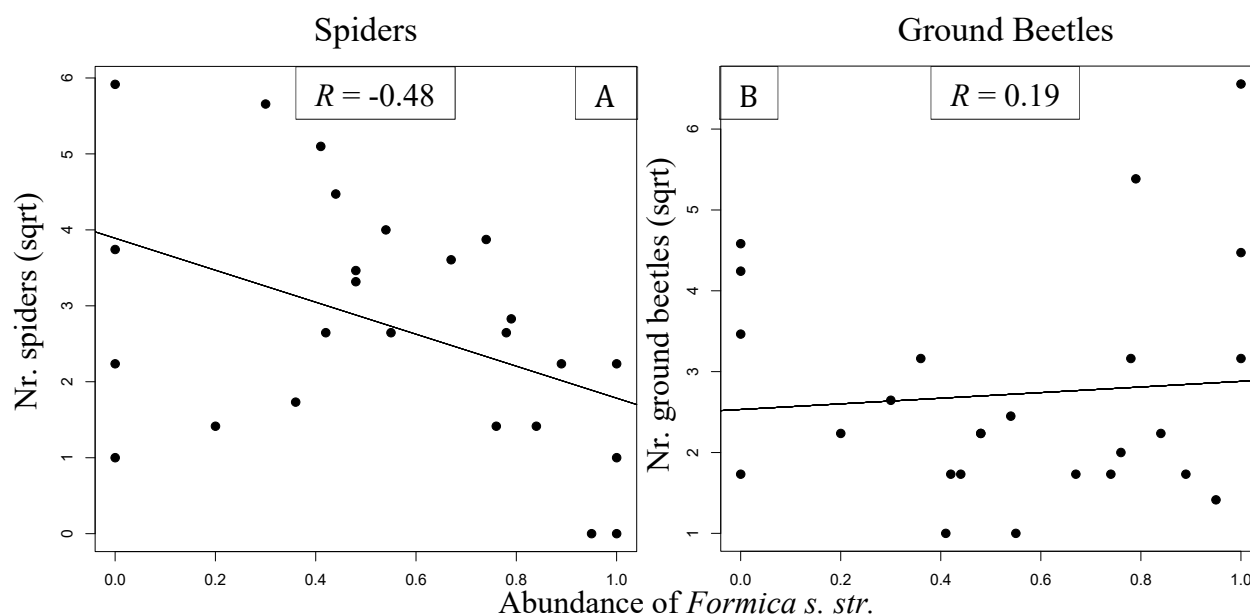 Spiders
R = -0.48
A
Nr. spiders (sqrt)
6
5
4
3
2
1
0
0.0 0.2 0.4 0.6 0.8 1.0
Ground Beetles
B
R = 0.19
Nr. ground beetles (sqrt)
6
5
4
3
2
1
0.0 0.2 0.4 0.6 0.8 1.0
Abundance of Formica s. str.